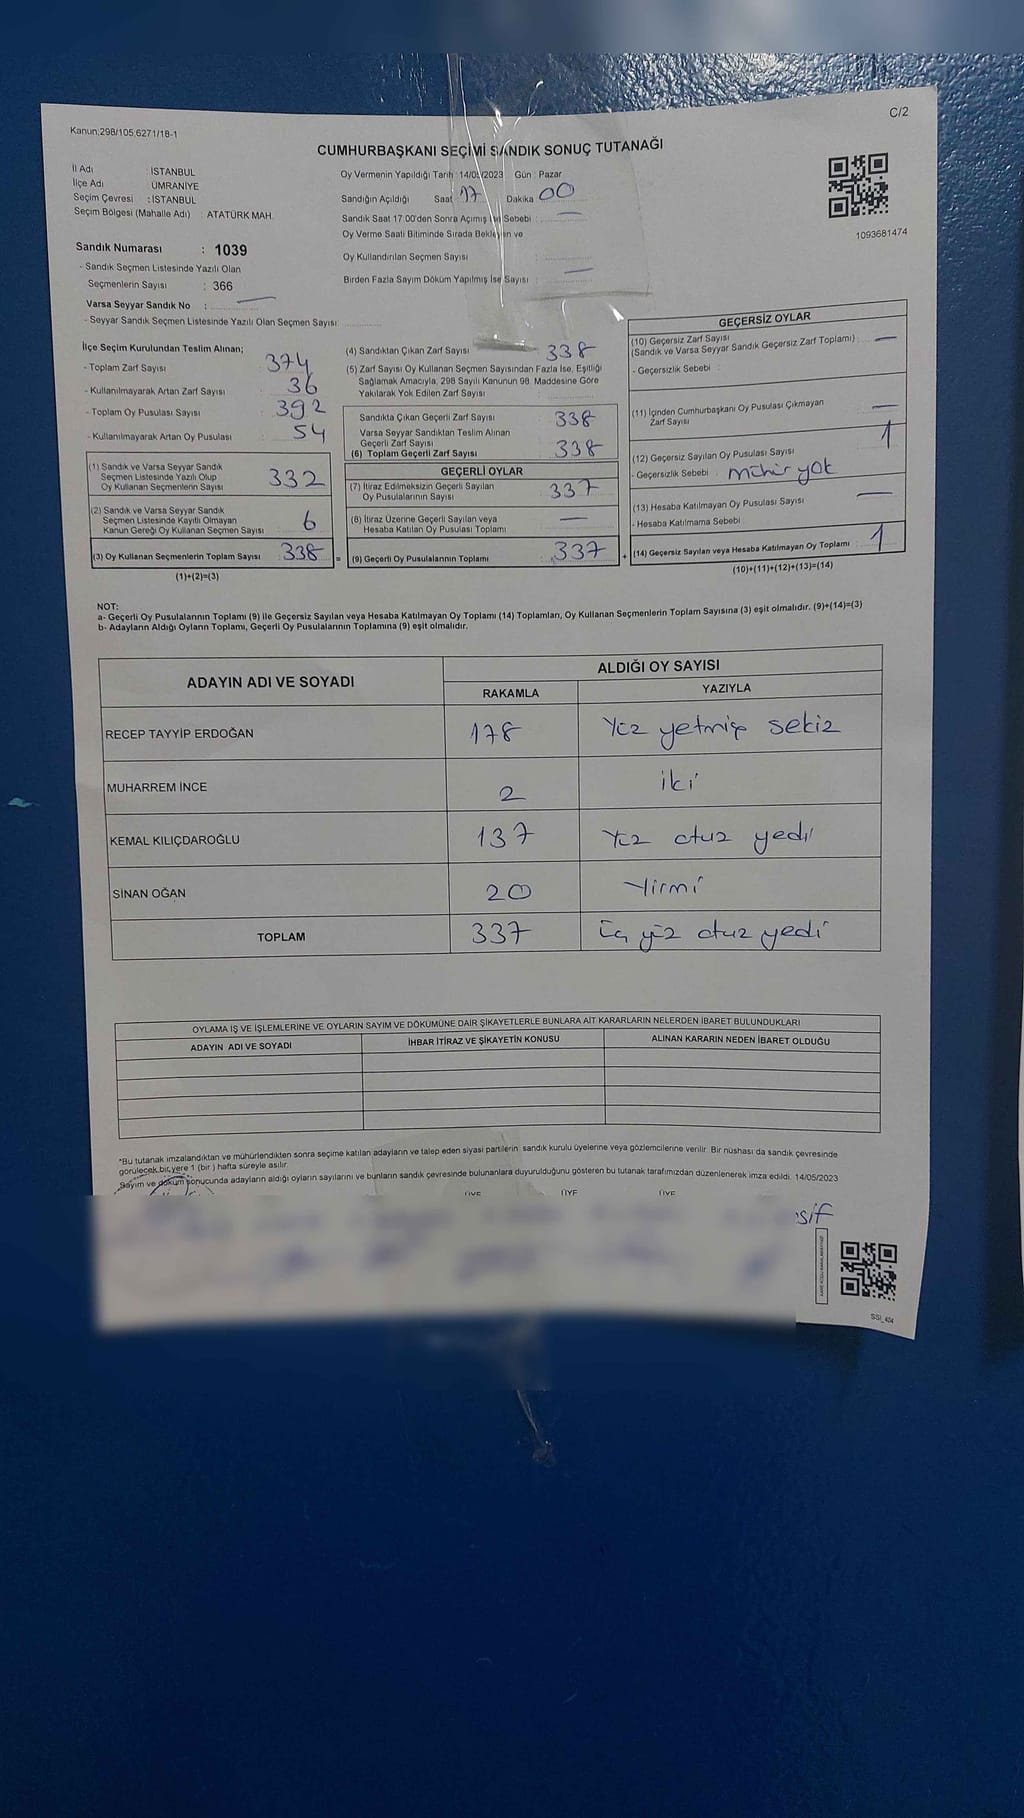 C/2
Kanun;298/105,6271/18-1
CUMHURBAŞKANI SEÇİMİ SANDIK SONUÇ TUTANAĞI
İl Adı : İSTANBUL
İlçe Adı : ÜMRANİYE
Seçim Çevresi : İSTANBUL
Seçim Bölgesi (Mahalle Adı) : ATATÜRK MAH.
Sandık Numarası : 1039
- Sandık Seçmen Listesinde Yazılı Olan
Seçmenlerin Sayısı : 366
Varsa Seyyar Sandık No : —
- Seyyar Sandık Seçmen Listesinde Yazılı Olan Seçmen Sayısı
Oy Vermenin Yapıldığı Tarih : 14/05/2023 Gün : Pazar
Sandığın Açıldığı Saat 17 Dakika 00
Sandık Saat 17:00'den Sonra Açımış Sebebi : —
Oy Verme Saati Bitiminde Sırada Bekleyen ve
Oy Kullandırılan Seçmen Sayısı :
Birden Fazla Sayım Döküm Yapılmış İse Sayısı : —
1093681474
İlçe Seçim Kurulundan Teslim Alınan;
- Toplam Zarf Sayısı : 374
- Kullanılmayarak Artan Zarf Sayısı : 36
- Toplam Oy Pusulası Sayısı : 392
- Kullanılmayarak Artan Oy Pusulası : 54
(1) Sandık ve Varsa Seyyar Sandık
Seçmen Listesinde Yazılı Olup
Oy Kullanan Seçmenlerin Sayısı 332
(2) Sandık ve Varsa Seyyar Sandık
Seçmen Listesinde Kayıtlı Olmayan
Kanun Gereği Oy Kullanan Seçmen Sayısı 6
(3) Oy Kullanan Seçmenlerin Toplam Sayısı 338 =
(1)+(2)=(3)
(4) Sandıktan Çıkan Zarf Sayısı : 338
(5) Zarf Sayısı Oy Kullanan Seçmen Sayısından Fazla İse, Eşitliği
Sağlamak Amacıyla, 298 Sayılı Kanunun 98. Maddesine Göre
Yakılarak Yok Edilen Zarf Sayısı :
Sandıkta Çıkan Geçerli Zarf Sayısı : 338
Varsa Seyyar Sandıktan Teslim Alınan
Geçerli Zarf Sayısı
(6) Toplam Geçerli Zarf Sayısı : 338
GEÇERLİ OYLAR
(7) İtiraz Edilmeksizin Geçerli Sayılan
Oy Pusulalarının Sayısı : 337
(8) İtiraz Üzerine Geçerli Sayılan veya
Hesaba Katılan Oy Pusulası Toplamı : —
(9) Geçerli Oy Pusulalarının Toplamı : 337 +
GEÇERSİZ OYLAR
(10) Geçersiz Zarf Sayısı
(Sandık ve Varsa Seyyar Sandık Geçersiz Zarf Toplamı) : —
- Geçersizlik Sebebi :
(11) İçinden Cumhurbaşkanı Oy Pusulası Çıkmayan
Zarf Sayısı : —
(12) Geçersiz Sayılan Oy Pusulası Sayısı : 1
- Geçersizlik Sebebi : mühür yok
(13) Hesaba Katılmayan Oy Pusulası Sayısı : —
- Hesaba Katılmama Sebebi :
(14) Geçersiz Sayılan veya Hesaba Katılmayan Oy Toplamı : 1
(10)+(11)+(12)+(13)=(14)
NOT:
a- Geçerli Oy Pusulalarının Toplamı (9) ile Geçersiz Sayılan veya Hesaba Katılmayan Oy Toplamı (14) Toplamları, Oy Kullanan Seçmenlerin Toplam Sayısına (3) eşit olmalıdır. (9)+(14)=(3)
b- Adayların Aldığı Oyların Toplamı, Geçerli Oy Pusulalarının Toplamına (9) eşit olmalıdır.
ADAYIN ADI VE SOYADI ALDIĞI OY SAYISI
RAKAMLA YAZIYLA
RECEP TAYYİP ERDOĞAN 178 Yüz yetmiş sekiz
MUHARREM İNCE 2 iki
KEMAL KILIÇDAROĞLU 137 Yüz otuz yedi
SİNAN OĞAN 20 Yirmi
TOPLAM 337 üç yüz otuz yedi
OYLAMA İŞ VE İŞLEMLERİNE VE OYLARIN SAYIM VE DÖKÜMÜNE DAİR ŞİKAYETLERLE BUNLARA AİT KARARLARIN NELERDEN İBARET BULUNDUKLARI
ADAYIN ADI VE SOYADI İHBAR İTİRAZ VE ŞİKAYETİN KONUSU ALINAN KARARIN NEDEN İBARET OLDUĞU
*Bu tutanak imzalandıktan ve mühürlendikten sonra seçime katılan adayların ve talep eden siyasi partilerin sandık kurulu üyelerine veya gözlemcilerine verilir. Bir nüshası da sandık çevresinde
görülecek bir yere 1 (bir ) hafta süreyle asılır.
Sayım ve döküm sonucunda adayların aldığı oyların sayılarını ve bunların sandık çevresinde bulunanlara duyurulduğunu gösteren bu tutanak tarafımızdan düzenlenerek imza edildi. 14/05/2023
ÜYE ÜYE ÜYE
SSI_404